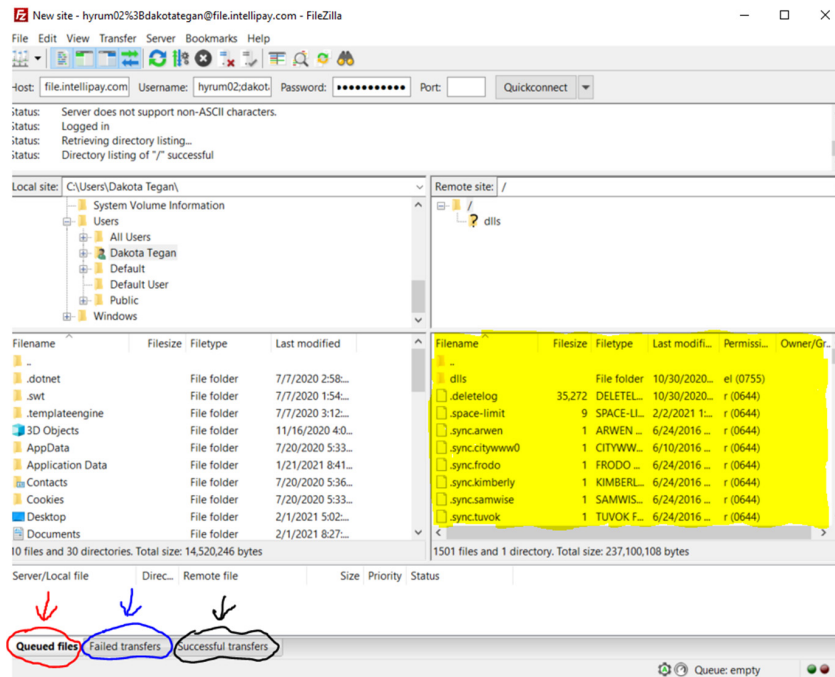 New site - hyrum02%3Bdakotategan@file.intellipay.com - FileZilla
File Edit View Transfer Server Bookmarks Help
Host: file.intellipay.com Username: hyrum02;dakot. Password: ●●●●●●●●●●● Port: Quickconnect
Status: Server does not support non-ASCII characters.
Status: Logged in
Status: Retrieving directory listing...
Status: Directory listing of "/" successful
Local site: C:\Users\Dakota Tegan\
System Volume Information
Users
All Users
Dakota Tegan
Default
Default User
Public
Windows
Remote site: /
/
dlls
Filename Filesize Filetype Last modified
..
.dotnet File folder 7/7/2020 2:58:...
.swt File folder 7/7/2020 1:54:...
.templateengine File folder 7/7/2020 3:12:...
3D Objects File folder 11/16/2020 4:0...
AppData File folder 7/20/2020 5:33...
Application Data File folder 1/21/2021 8:41...
Contacts File folder 7/20/2020 5:36...
Cookies File folder 7/20/2020 5:33...
Desktop File folder 2/1/2021 5:02:...
Documents File folder 2/1/2021 8:27:...
10 files and 30 directories. Total size: 14,520,246 bytes
Filename Filesize Filetype Last modifi... Permissi... Owner/Gr..
..
dlls File folder 10/30/2020... el (0755)
.deletelog 35,272 DELETEL... 10/30/2020... r (0644)
.space-limit 9 SPACE-LI... 2/2/2021 1:... r (0644)
.sync.arwen 1 ARWEN ... 6/24/2016 ... r (0644)
.sync.citywww0 1 CITYWW... 6/10/2016 ... r (0644)
.sync.frodo 1 FRODO ... 6/24/2016 ... r (0644)
.sync.kimberly 1 KIMBERL... 6/24/2016 ... r (0644)
.sync.samwise 1 SAMWIS... 6/24/2016 ... r (0644)
.sync.tuvok 1 TUVOK F... 6/24/2016 ... r (0644)
1501 files and 1 directory. Total size: 237,100,108 bytes
Server/Local file Direc... Remote file Size Priority Status
Queued files Failed transfers Successful transfers
Queue: empty